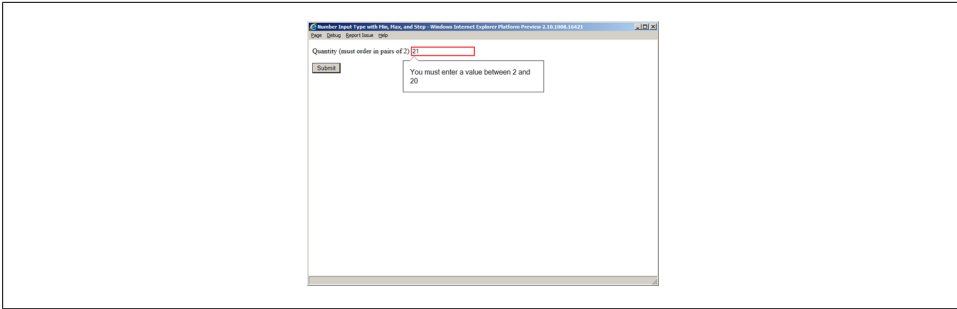 Number Input Type with Min, Max, and Step - Windows Internet Explorer Platform Preview 2.10.1008.16421
Page Debug Report Issue Help
Quantity (must order in pairs of 2) 21
Submit
You must enter a value between 2 and
20